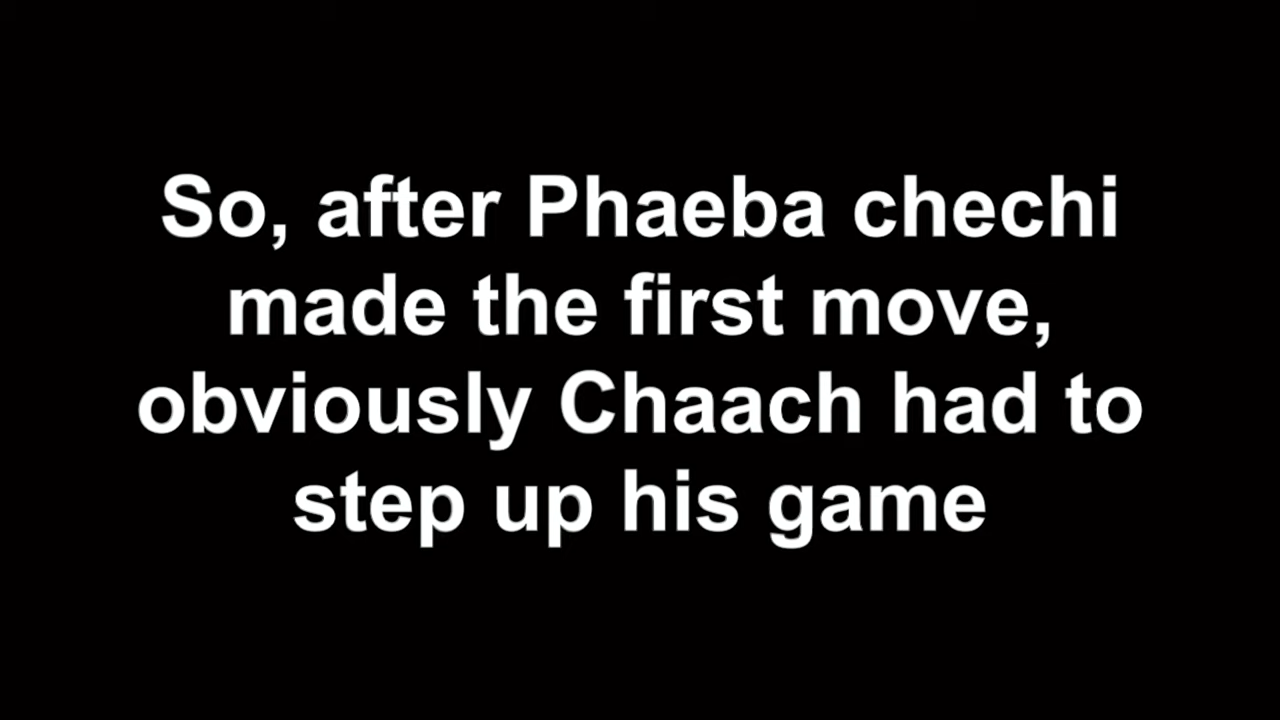 So, after Phaeba chechi
made the first move,
obviously Chaach had to
step up his game